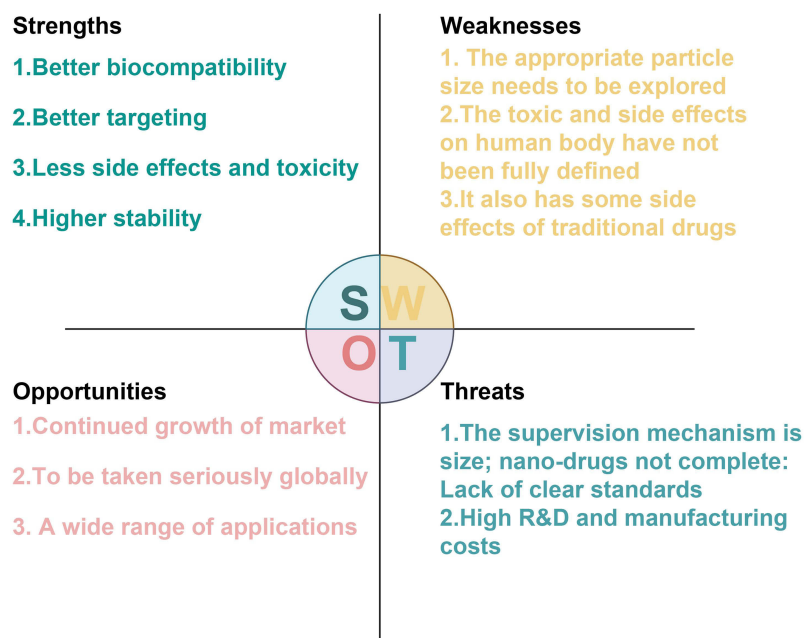 Strengths
1.Better biocompatibility
2.Better targeting
3.Less side effects and toxicity
4.Higher stability
Weaknesses
1. The appropriate particle
size needs to be explored
2.The toxic and side effects
on human body have not
been fully defined
3.It also has some side
effects of traditional drugs
S W
O T
Opportunities
1.Continued growth of market
2.To be taken seriously globally
3. A wide range of applications
Threats
1.The supervision mechanism is
size; nano-drugs not complete:
Lack of clear standards
2.High R&D and manufacturing
costs